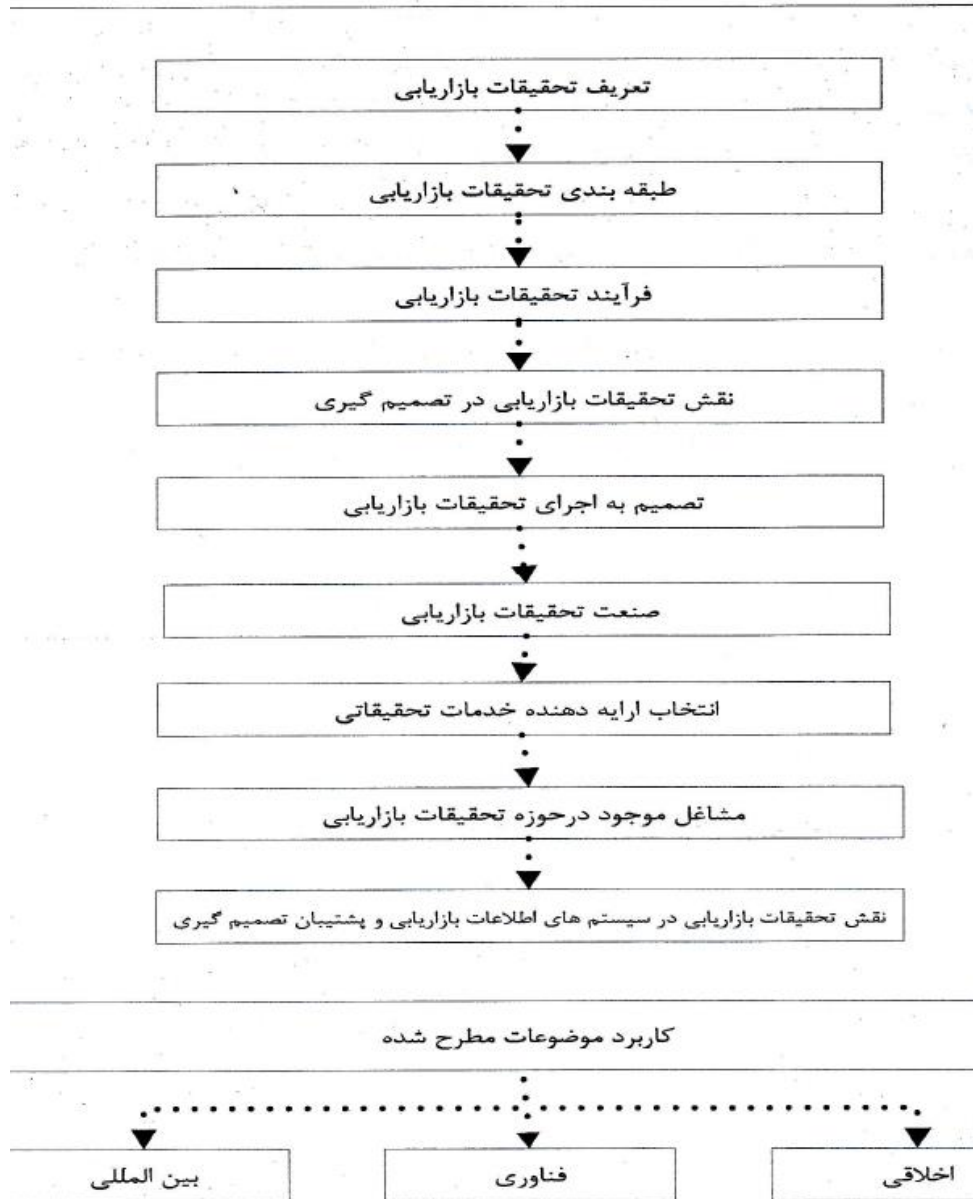 تعریف تحقیقات بازاریابی
طبقه بندی تحقیقات بازاریابی
فرآیند تحقیقات بازاریابی
نقش تحقیقات بازاریابی در تصمیم گیری
تصمیم به اجرای تحقیقات بازاریابی
صنعت تحقیقات بازاریابی
انتخاب ارایه دهنده خدمات تحقیقاتی
مشاغل موجود درحوزه تحقیقات بازاریابی
نقش تحقیقات بازاریابی در سیستم های اطلاعات بازاریابی و پشتیبان تصمیم گیری
کاربرد موضوعات مطرح شده
اخلاقی
فناوری
بین المللی